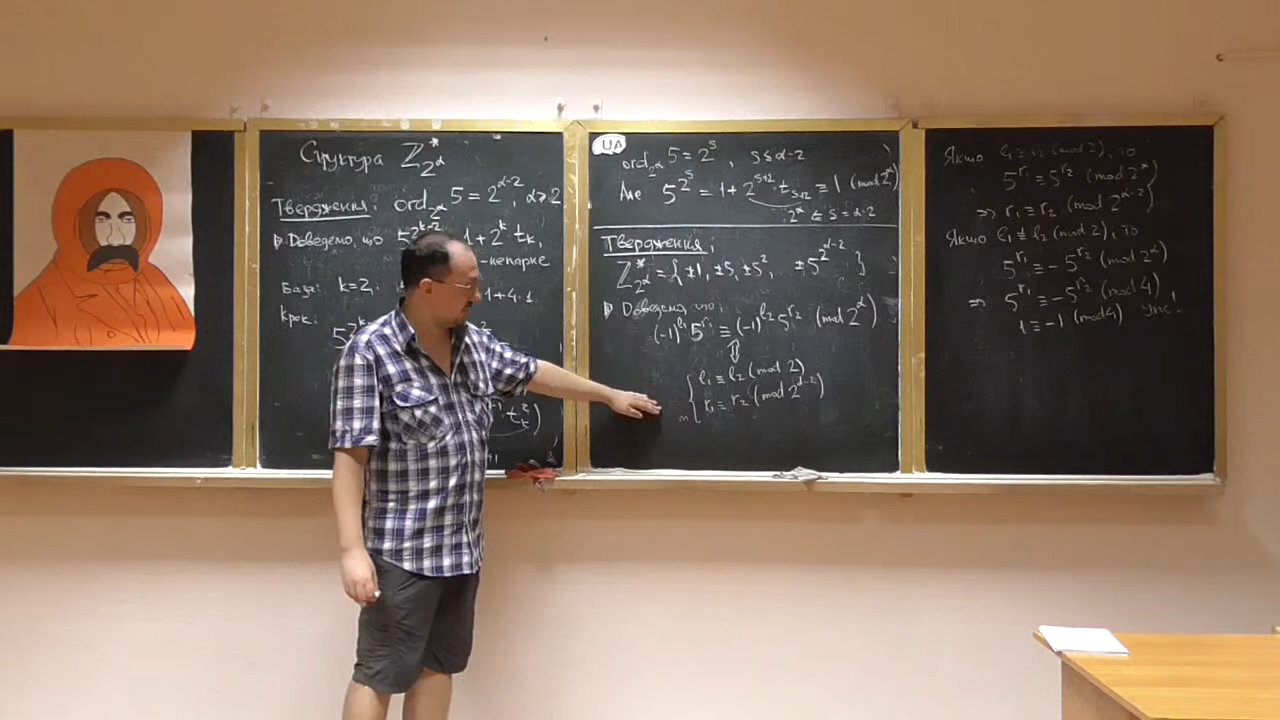 Структура ℤ*_{2^α}
Твердження: ord_{2^α} 5 = 2^{α-2}, α ≥ 2
Доведемо, що 5^{2^{k-2}} 1 + 2^k t_k,
-непарне
База: k=2, 1+4·1
Крок:
t_k^2)
UA
ord_{2^α} 5 = 2^s, s ≤ α-2
Але 5^{2^s} = 1 + 2^{s+2} · t_{s+2} ≡ 1 (mod 2^α)
s = α-2
Твердження:
ℤ*_{2^α} = { ±1, ±5, ±5^2, ±5^{2^{α-2}} }
Доведемо, що:
(-1)^{l_1} 5^{r_1} ≡ (-1)^{l_2} 5^{r_2} (mod 2^α)
⇕
{ l_1 ≡ l_2 (mod 2)
r_1 ≡ r_2 (mod 2^{α-2})
Якщо l_1 ≡ l_2 (mod 2), то
5^{r_1} ≡ 5^{r_2} (mod 2^α)
⇒ r_1 ≡ r_2 (mod 2^{α-2})
Якщо l_1 ≢ l_2 (mod 2), то
5^{r_1} ≡ -5^{r_2} (mod 2^α)
⇒ 5^{r_1} ≡ -5^{r_2} (mod 4)
1 ≡ -1 (mod 4) Упс!